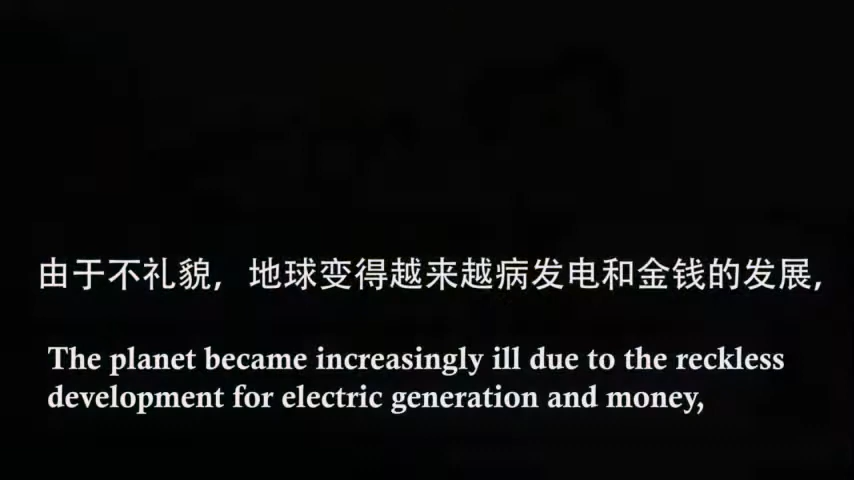 由于不礼貌，地球变得越来越病发电和金钱的发展,
The planet became increasingly ill due to the reckless
development for electric generation and money,